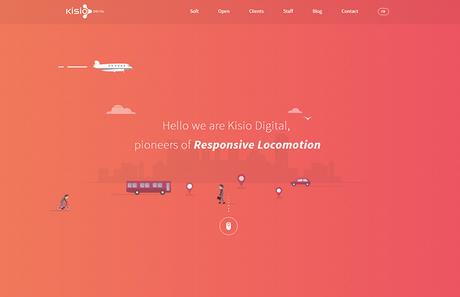 Kisio DIGITAL
Soft Open Clients Staff Blog Contact FR
Hello we are Kisio Digital,
pioneers of Responsive Locomotion